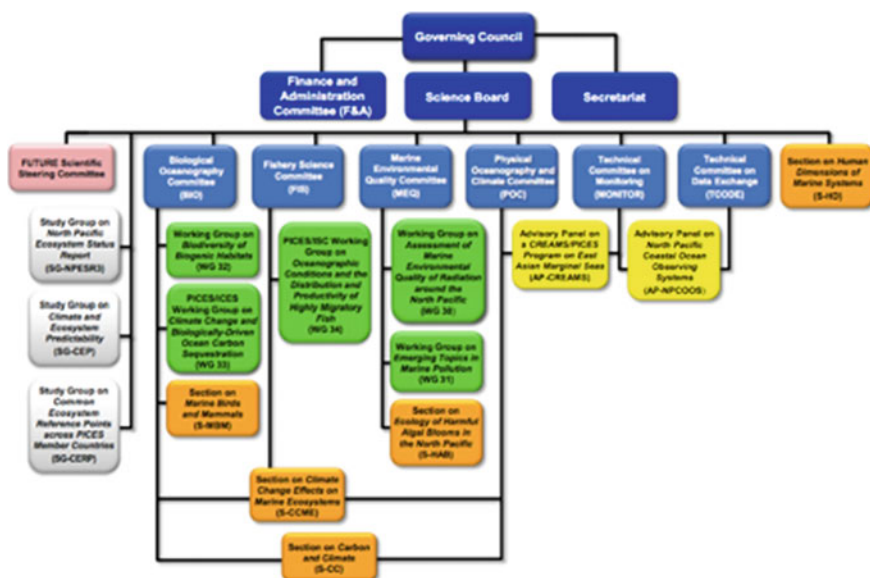 Governing Council
Finance and
Administration
Committee (F&A)
Science Board
Secretariat
FUTURE Scientific
Steering Committee
Biological
Oceanography
Committee
(BIO)
Fishery Science
Committee
(FIS)
Marine
Environmental
Quality Committee
(MEQ)
Physical
Oceanography and
Climate Committee
(POC)
Technical
Committee on
Monitoring
(MONITOR)
Technical
Committee on
Data Exchange
(TCODE)
Section on Human
Dimensions of
Marine Systems
(S-HD)
Study Group on
North Pacific
Ecosystem Status
Report
(SG-NPESR3)
Study Group on
Climate and
Ecosystem
Predictability
(SG-CEP)
Study Group on
Common
Ecosystem
Reference Points
across PICES
Member Countries
(SG-CERP)
Working Group on
Biodiversity of
Biogenic Habitats
(WG 32)
PICES/ICES
Working Group on
Climate Change and
Biologically-Driven
Ocean Carbon
Sequestration
(WG 33)
Section on
Marine Birds
and Mammals
(S-MBM)
PICES/ISC Working
Group on
Oceanographic
Conditions and the
Distribution and
Productivity of
Highly Migratory
Fish
(WG 34)
Working Group on
Assessment of
Marine
Environmental
Quality of Radiation
around the
North Pacific
(WG 30)
Working Group on
Emerging Topics in
Marine Pollution
(WG 31)
Section on
Ecology of Harmful
Algal Blooms in
the North Pacific
(S-HAB)
Advisory Panel on
a CREAMS/PICES
Program on East
Asian Marginal Seas
(AP-CREAMS)
Advisory Panel on
North Pacific
Coastal Ocean
Observing
Systems
(AP-NPCOOS)
Section on Climate
Change Effects on
Marine Ecosystems
(S-CCME)
Section on Carbon
and Climate
(S-CC)